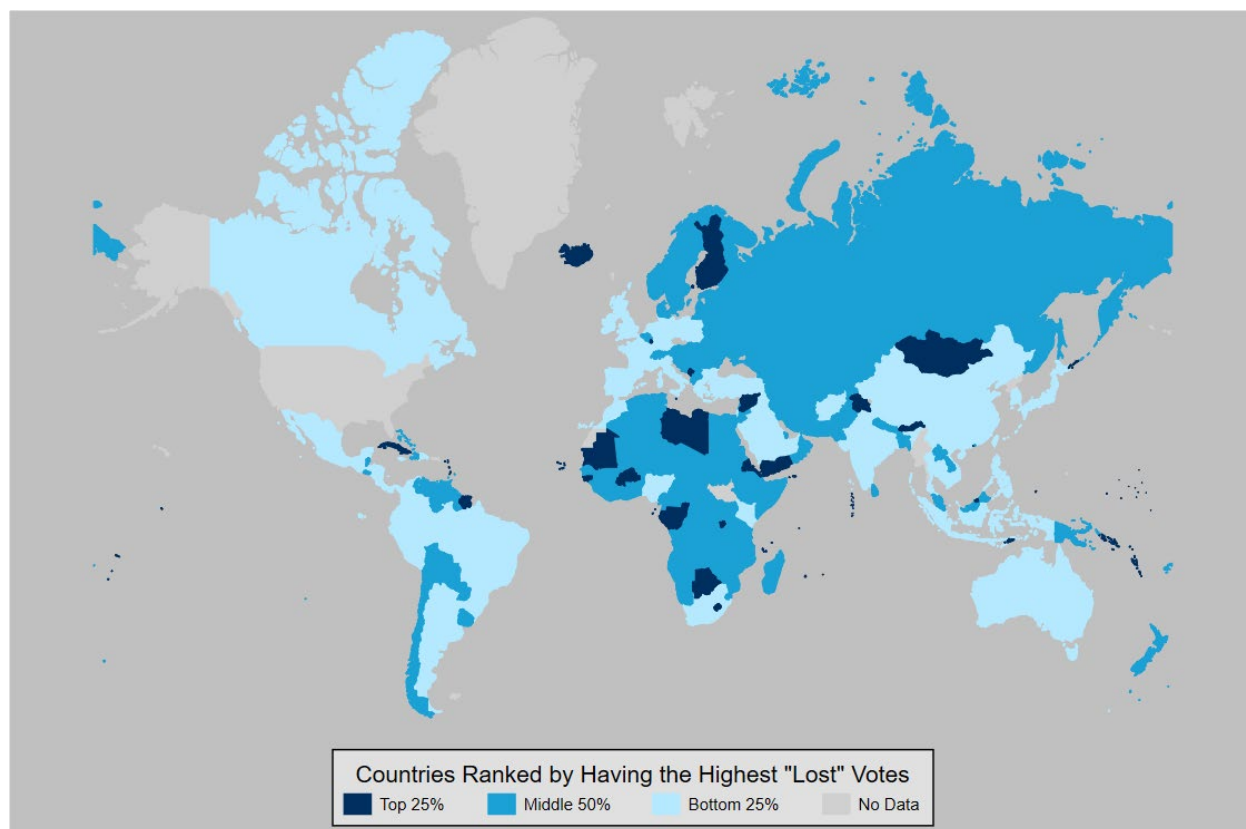 Countries Ranked by Having the Highest "Lost" Votes
Top 25% Middle 50% Bottom 25% No Data